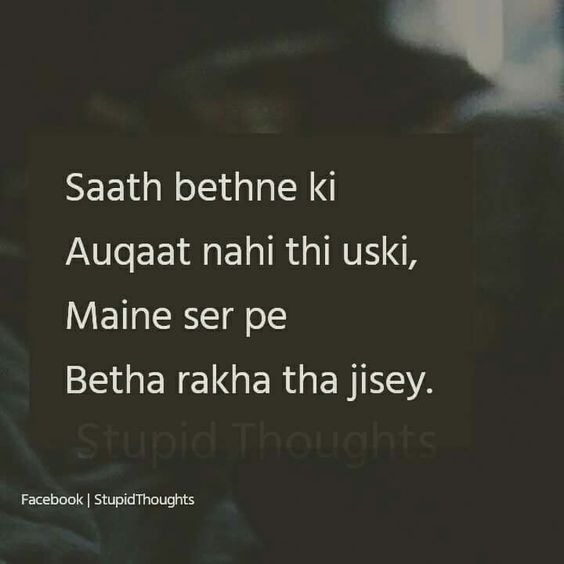 Saath bethne ki
Auqaat nahi thi uski,
Maine ser pe
Betha rakha tha jisey.
Stupid Thoughts
Facebook | StupidThoughts